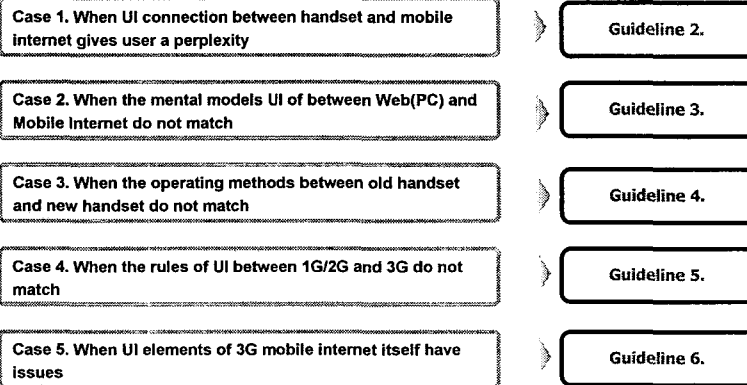 Case 1. When UI connection between handset and mobile
internet gives user a perplexity
Guideline 2.
Case 2. When the mental models UI of between Web(PC) and
Mobile Internet do not match
Guideline 3.
Case 3. When the operating methods between old handset
and new handset do not match
Guideline 4.
Case 4. When the rules of UI between 1G/2G and 3G do not
match
Guideline 5.
Case 5. When UI elements of 3G mobile internet itself have
issues
Guideline 6.